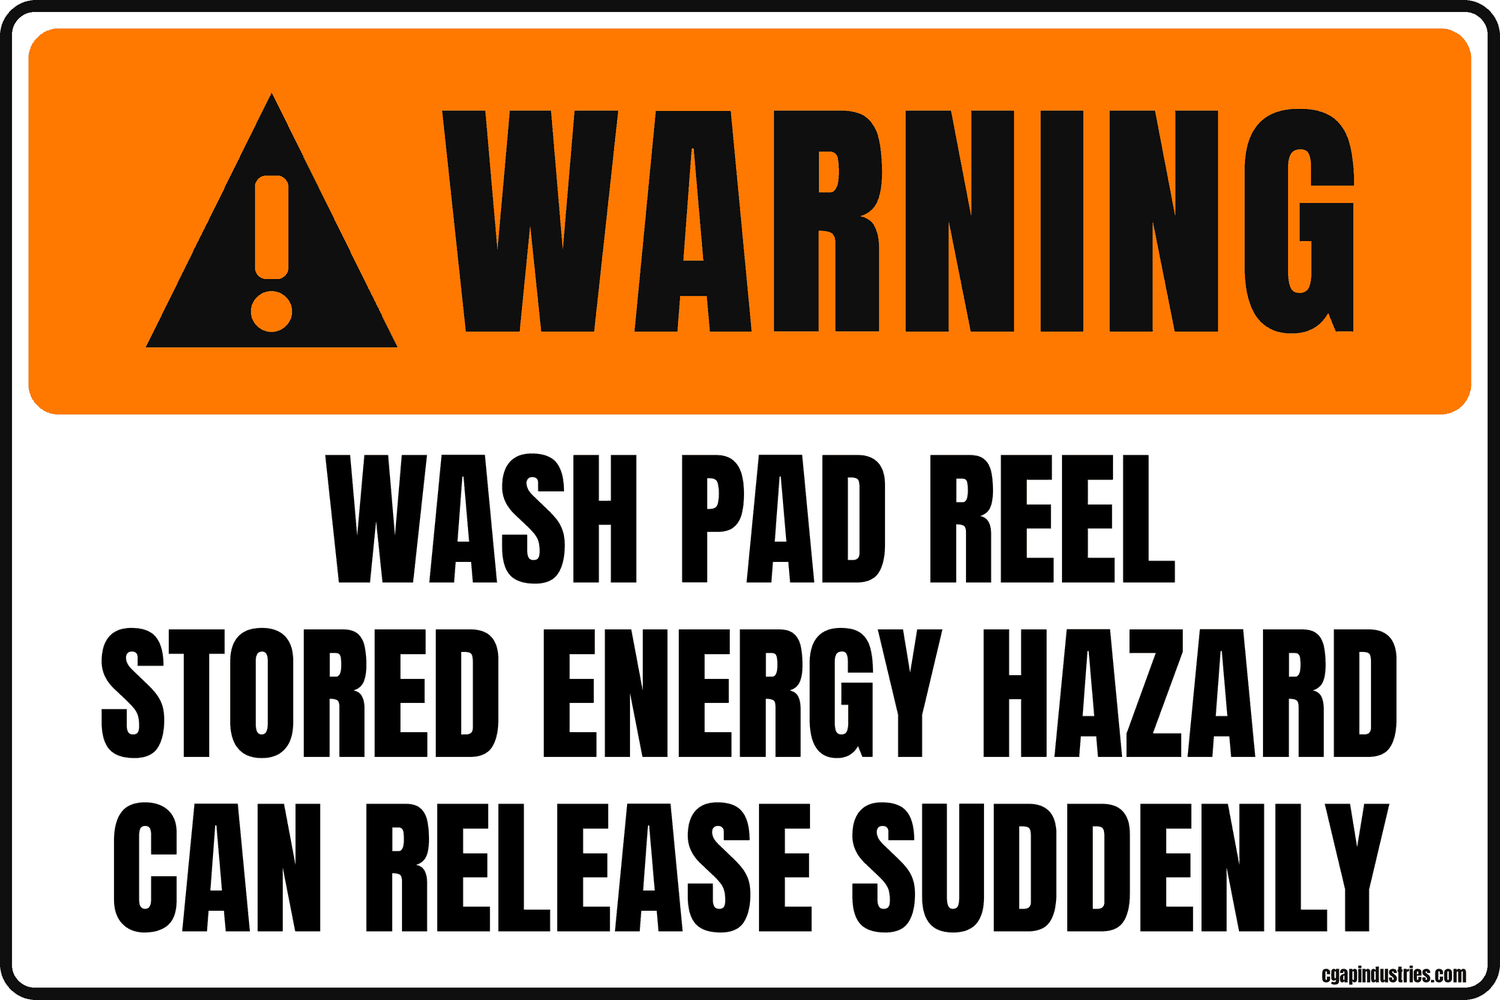 WARNING
WASH PAD REEL
STORED ENERGY HAZARD
CAN RELEASE SUDDENLY
cgapindustries.com